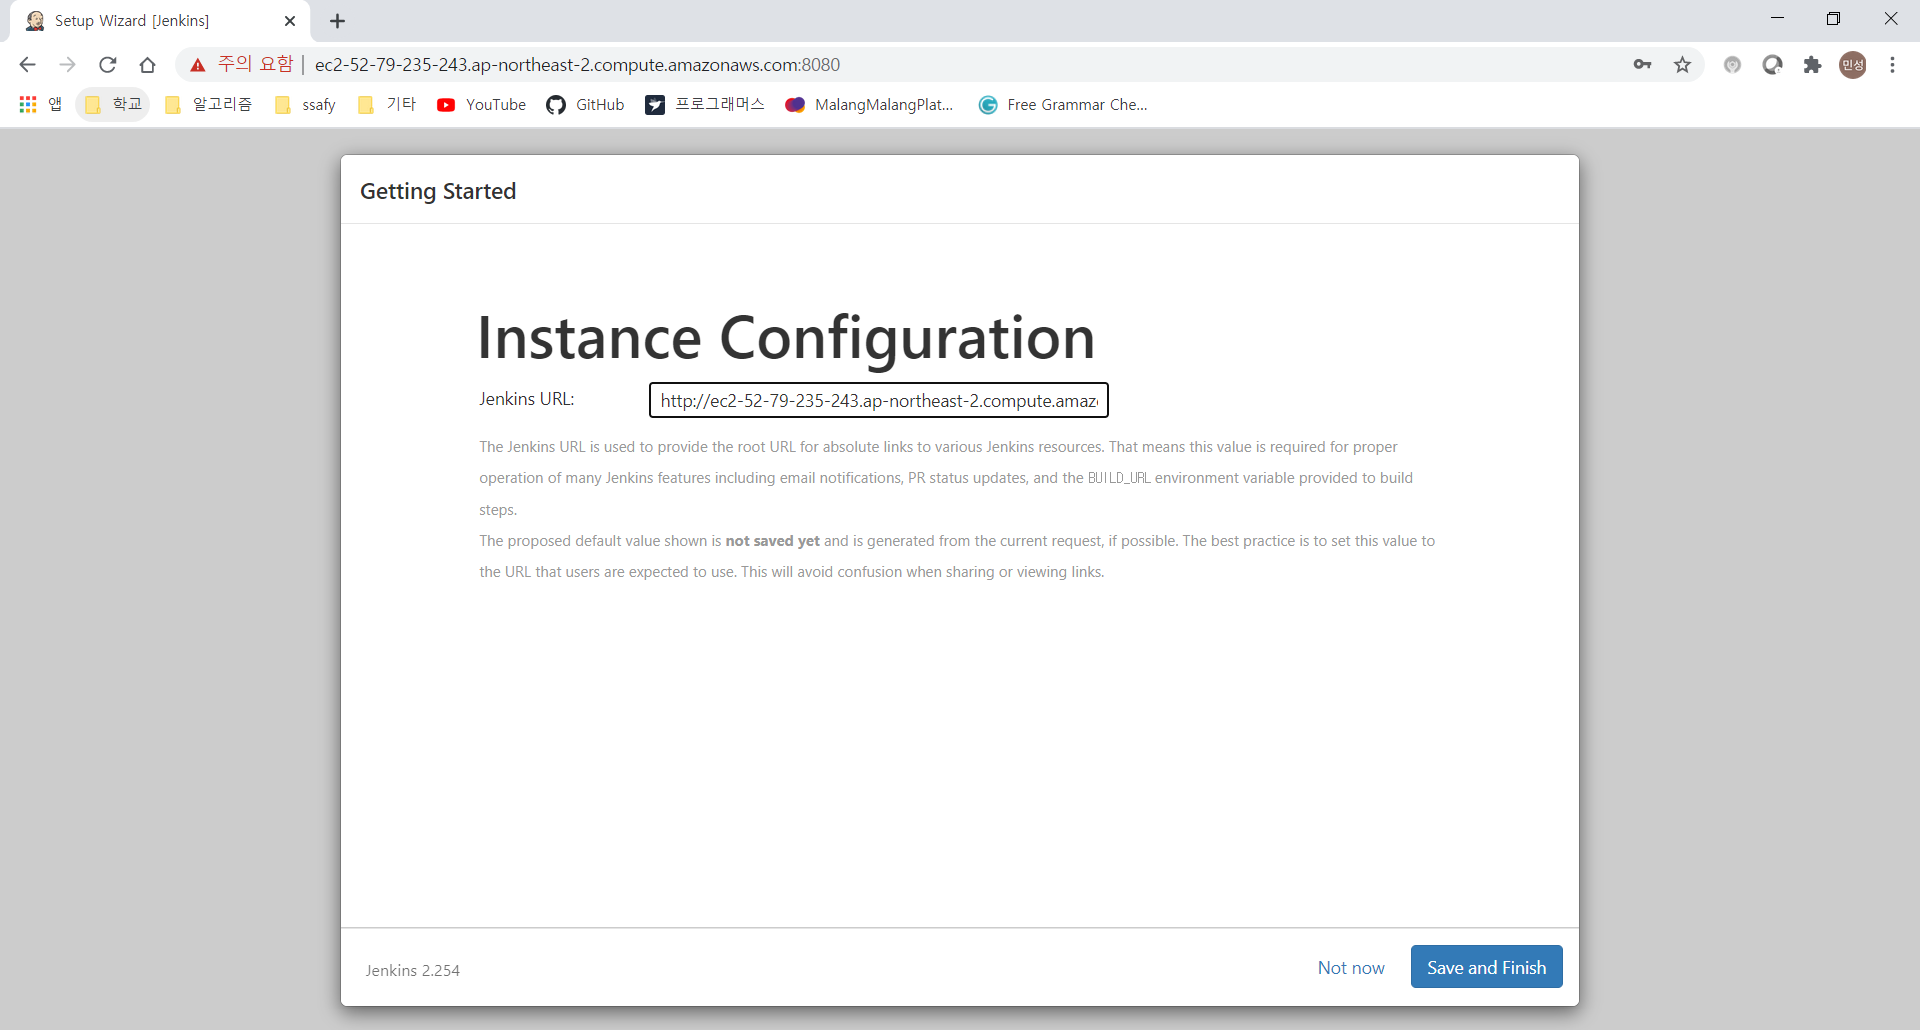 Setup Wizard [Jenkins]
주의 요함 | ec2-52-79-235-243.ap-northeast-2.compute.amazonaws.com:8080
민성
앱 학교 알고리즘 ssafy 기타 YouTube GitHub 프로그래머스 MalangMalangPlat... Free Grammar Che...
Getting Started
Instance Configuration
Jenkins URL: http://ec2-52-79-235-243.ap-northeast-2.compute.amaz
The Jenkins URL is used to provide the root URL for absolute links to various Jenkins resources. That means this value is required for proper
operation of many Jenkins features including email notifications, PR status updates, and the BUILD_URL environment variable provided to build
steps.
The proposed default value shown is not saved yet and is generated from the current request, if possible. The best practice is to set this value to
the URL that users are expected to use. This will avoid confusion when sharing or viewing links.
Jenkins 2.254
Not now
Save and Finish